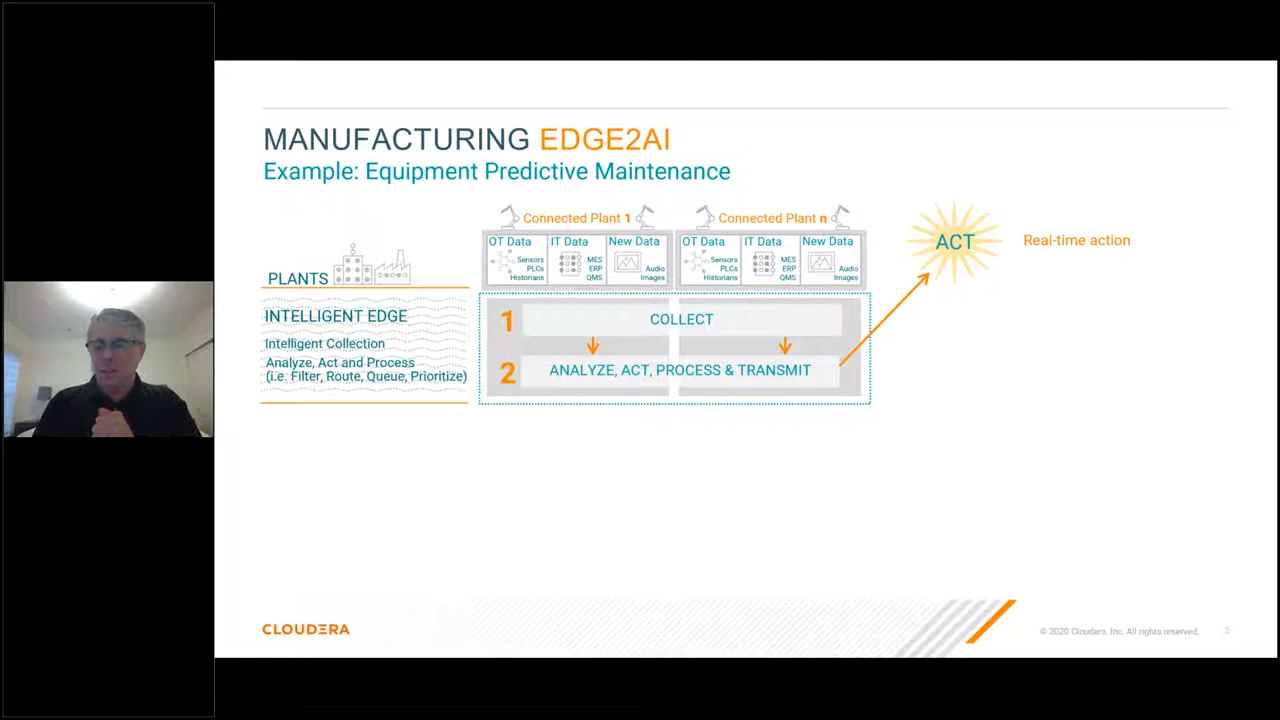 MANUFACTURING EDGE2AI
Example: Equipment Predictive Maintenance
PLANTS
Connected Plant 1
OT Data
Sensors
PLCs
Historians
IT Data
MES
ERP
QMS
New Data
Audio
Images
Connected Plant n
OT Data
Sensors
PLCs
Historians
IT Data
MES
ERP
QMS
New Data
Audio
Images
ACT
Real-time action
INTELLIGENT EDGE
Intelligent Collection
Analyze, Act and Process
(i.e. Filter, Route, Queue, Prioritize)
1 COLLECT
2 ANALYZE, ACT, PROCESS & TRANSMIT
CLOUDERA
© 2020 Cloudera, Inc. All rights reserved. 2